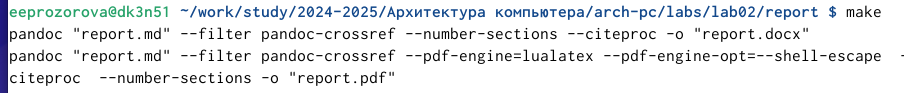 eeprozorova@dk3n51 ~/work/study/2024-2025/Архитектура компьютера/arch-pc/labs/lab02/report $ make
pandoc "report.md" --filter pandoc-crossref --number-sections --citeproc -o "report.docx"
pandoc "report.md" --filter pandoc-crossref --pdf-engine=lualatex --pdf-engine-opt=--shell-escape  -
citeproc  --number-sections -o "report.pdf"